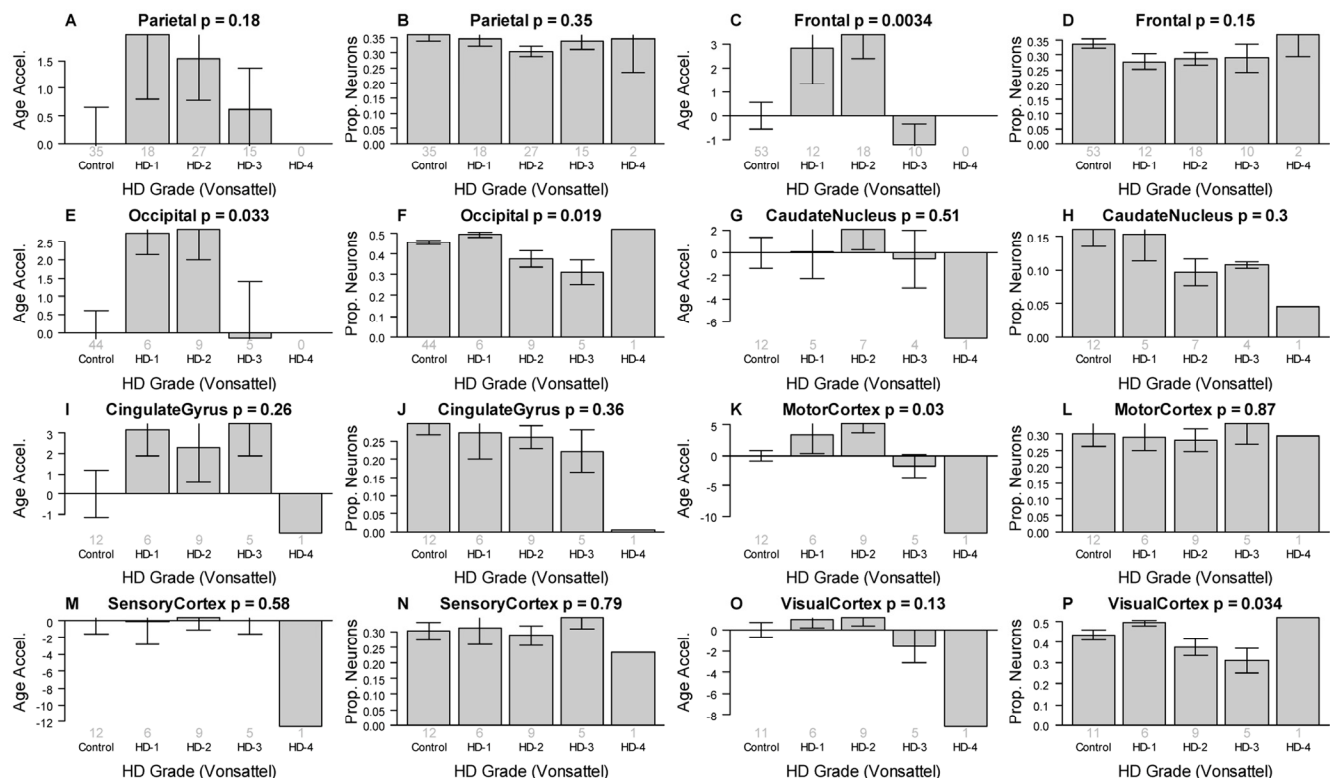 A Parietal p = 0.18
Age Accel.
1.5
1.0
0.5
0.0
35 18 27 15 0
Control HD-1 HD-2 HD-3 HD-4
HD Grade (Vonsattel)
B Parietal p = 0.35
Prop. Neurons
0.35
0.30
0.25
0.20
0.15
0.10
0.05
0.00
35 18 27 15 2
Control HD-1 HD-2 HD-3 HD-4
HD Grade (Vonsattel)
C Frontal p = 0.0034
Age Accel.
3
2
1
0
-1
53 12 18 10 0
Control HD-1 HD-2 HD-3 HD-4
HD Grade (Vonsattel)
D Frontal p = 0.15
Prop. Neurons
0.35
0.30
0.25
0.20
0.15
0.10
0.05
0.00
53 12 18 10 2
Control HD-1 HD-2 HD-3 HD-4
HD Grade (Vonsattel)
E Occipital p = 0.033
Age Accel.
2.5
2.0
1.5
1.0
0.5
0.0
44 6 9 5 0
Control HD-1 HD-2 HD-3 HD-4
HD Grade (Vonsattel)
F Occipital p = 0.019
Prop. Neurons
0.5
0.4
0.3
0.2
0.1
0.0
44 6 9 5 1
Control HD-1 HD-2 HD-3 HD-4
HD Grade (Vonsattel)
G CaudateNucleus p = 0.51
Age Accel.
2
0
-2
-4
-6
12 5 7 4 1
Control HD-1 HD-2 HD-3 HD-4
HD Grade (Vonsattel)
H CaudateNucleus p = 0.3
Prop. Neurons
0.15
0.10
0.05
0.00
12 5 7 4 1
Control HD-1 HD-2 HD-3 HD-4
HD Grade (Vonsattel)
I CingulateGyrus p = 0.26
Age Accel.
3
2
1
0
-1
12 6 9 5 1
Control HD-1 HD-2 HD-3 HD-4
HD Grade (Vonsattel)
J CingulateGyrus p = 0.36
Prop. Neurons
0.25
0.20
0.15
0.10
0.05
0.00
12 6 9 5 1
Control HD-1 HD-2 HD-3 HD-4
HD Grade (Vonsattel)
K MotorCortex p = 0.03
Age Accel.
5
0
-5
-10
12 6 9 5 1
Control HD-1 HD-2 HD-3 HD-4
HD Grade (Vonsattel)
L MotorCortex p = 0.87
Prop. Neurons
0.30
0.25
0.20
0.15
0.10
0.05
0.00
12 6 9 5 1
Control HD-1 HD-2 HD-3 HD-4
HD Grade (Vonsattel)
M SensoryCortex p = 0.58
Age Accel.
0
-2
-4
-6
-8
-10
-12
12 6 9 5 1
Control HD-1 HD-2 HD-3 HD-4
HD Grade (Vonsattel)
N SensoryCortex p = 0.79
Prop. Neurons
0.30
0.25
0.20
0.15
0.10
0.05
0.00
12 6 9 5 1
Control HD-1 HD-2 HD-3 HD-4
HD Grade (Vonsattel)
O VisualCortex p = 0.13
Age Accel.
0
-2
-4
-6
-8
11 6 9 5 1
Control HD-1 HD-2 HD-3 HD-4
HD Grade (Vonsattel)
P VisualCortex p = 0.034
Prop. Neurons
0.5
0.4
0.3
0.2
0.1
0.0
11 6 9 5 1
Control HD-1 HD-2 HD-3 HD-4
HD Grade (Vonsattel)